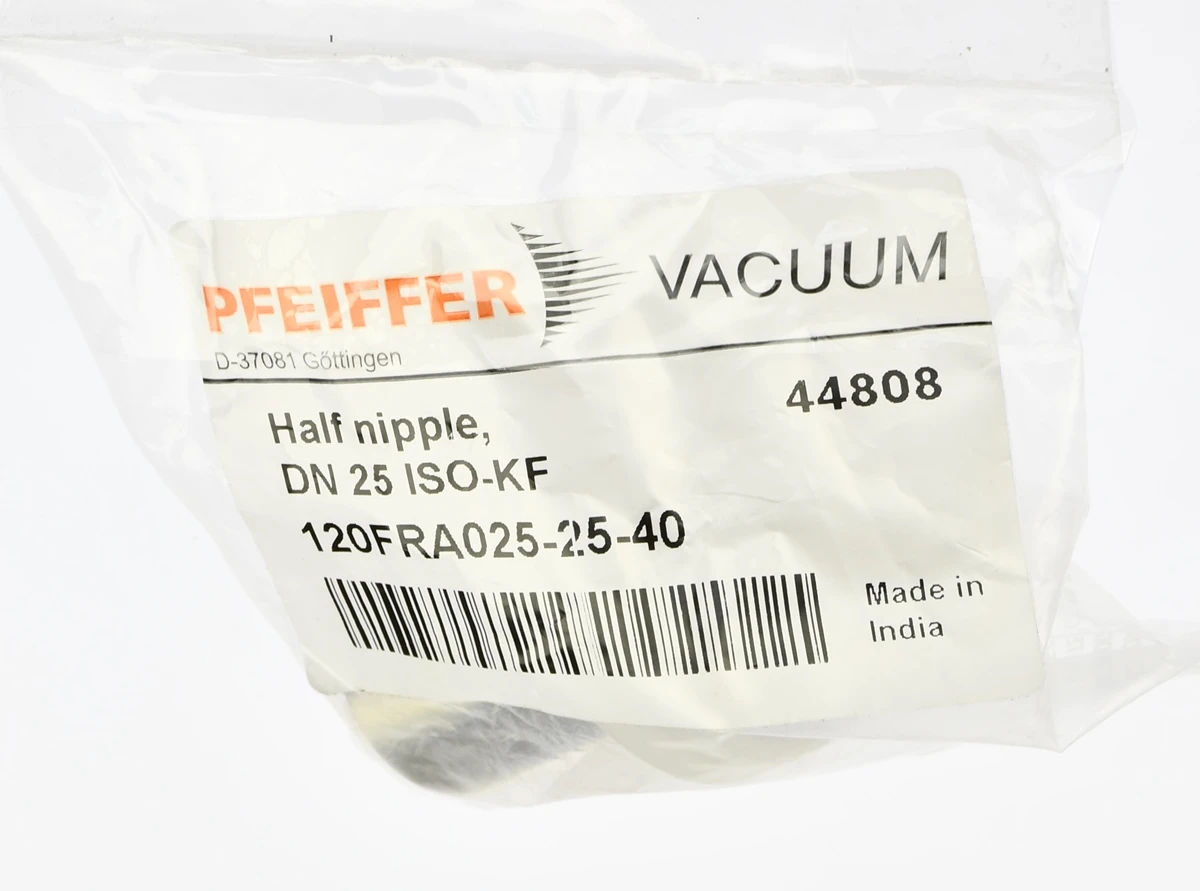 PFEIFFER VACUUM
D-37081 Göttingen
44808
Half nipple,
DN 25 ISO-KF
120FRA025-25-40
Made in
India